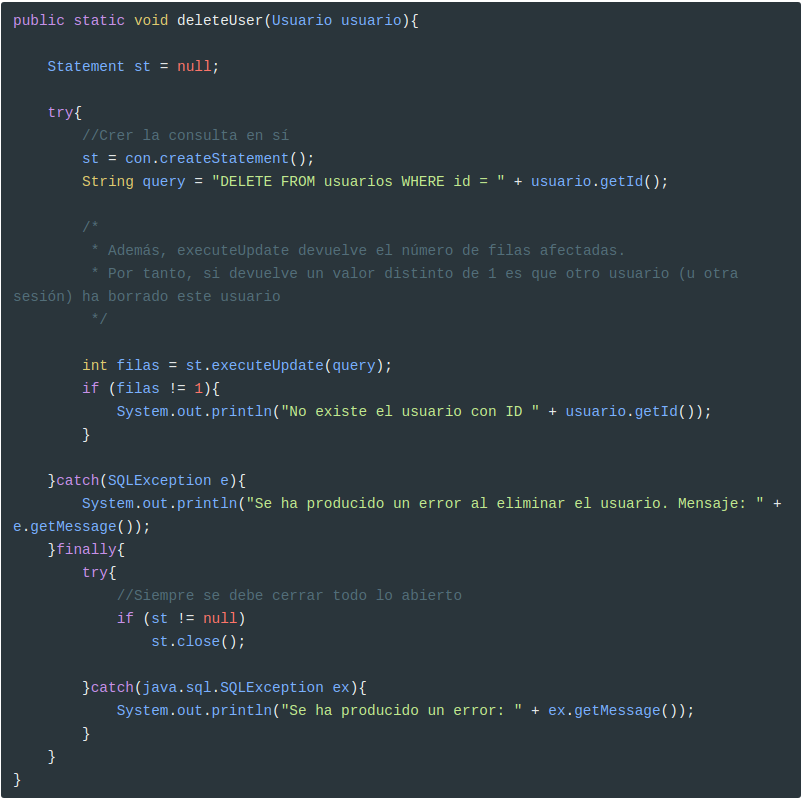 public static void deleteUser(Usuario usuario){
    Statement st = null;
    try{
        //Crer la consulta en sí
        st = con.createStatement();
        String query = "DELETE FROM usuarios WHERE id = " + usuario.getId();
        /*
         * Además, executeUpdate devuelve el número de filas afectadas.
         * Por tanto, si devuelve un valor distinto de 1 es que otro usuario (u otra
sesión) ha borrado este usuario
         */
        int filas = st.executeUpdate(query);
        if (filas != 1){
            System.out.println("No existe el usuario con ID " + usuario.getId());
        }
    }catch(SQLException e){
        System.out.println("Se ha producido un error al eliminar el usuario. Mensaje: " +
e.getMessage());
    }finally{
        try{
            //Siempre se debe cerrar todo lo abierto
            if (st != null)
                st.close();
        }catch(java.sql.SQLException ex){
            System.out.println("Se ha producido un error: " + ex.getMessage());
        }
    }
}